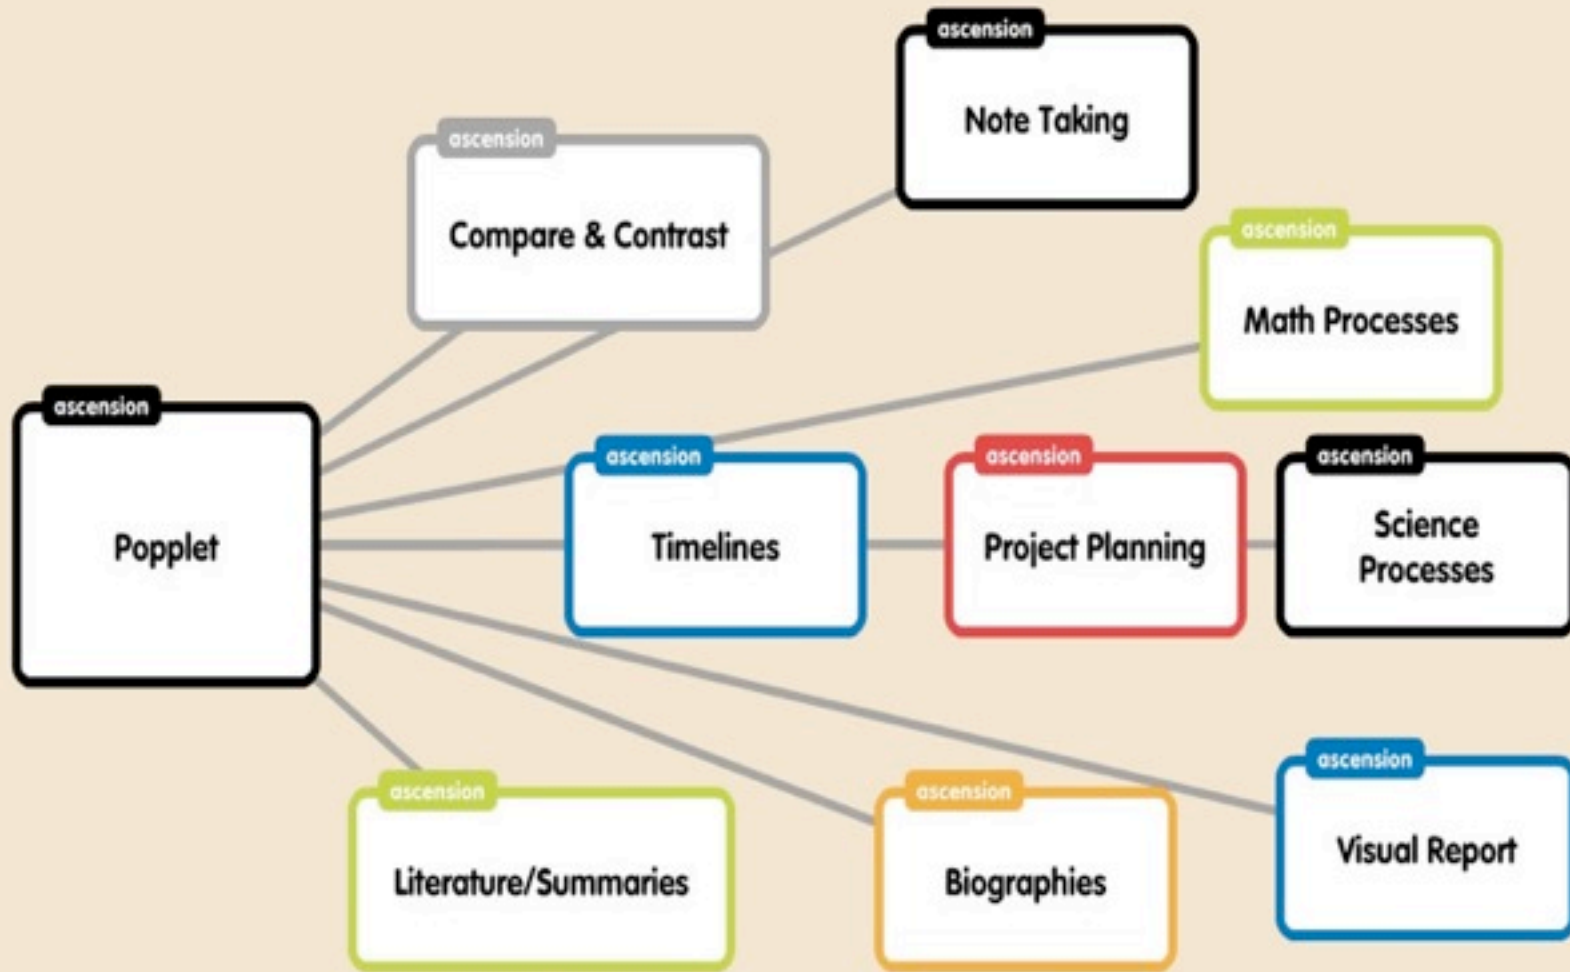 ascension
Note Taking
ascension
Compare & Contrast
ascension
Math Processes
ascension
Popplet
ascension
Timelines
ascension
Project Planning
ascension
Science
Processes
ascension
Literature/Summaries
ascension
Biographies
ascension
Visual Report